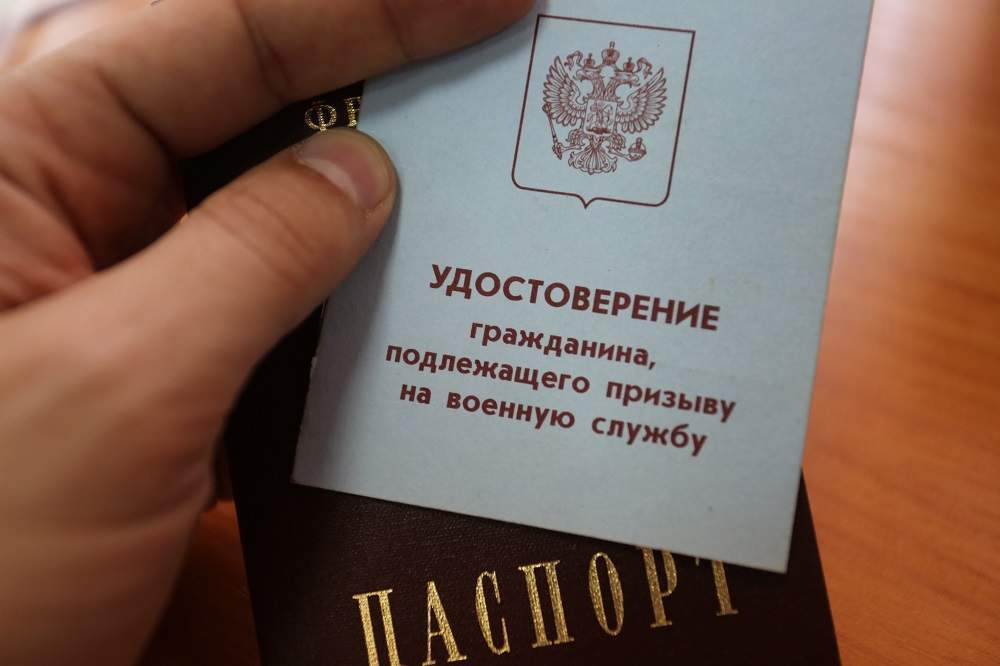 УДОСТОВЕРЕНИЕ
гражданина,
подлежащего призыву
на военную службу
ПАСПОРТ